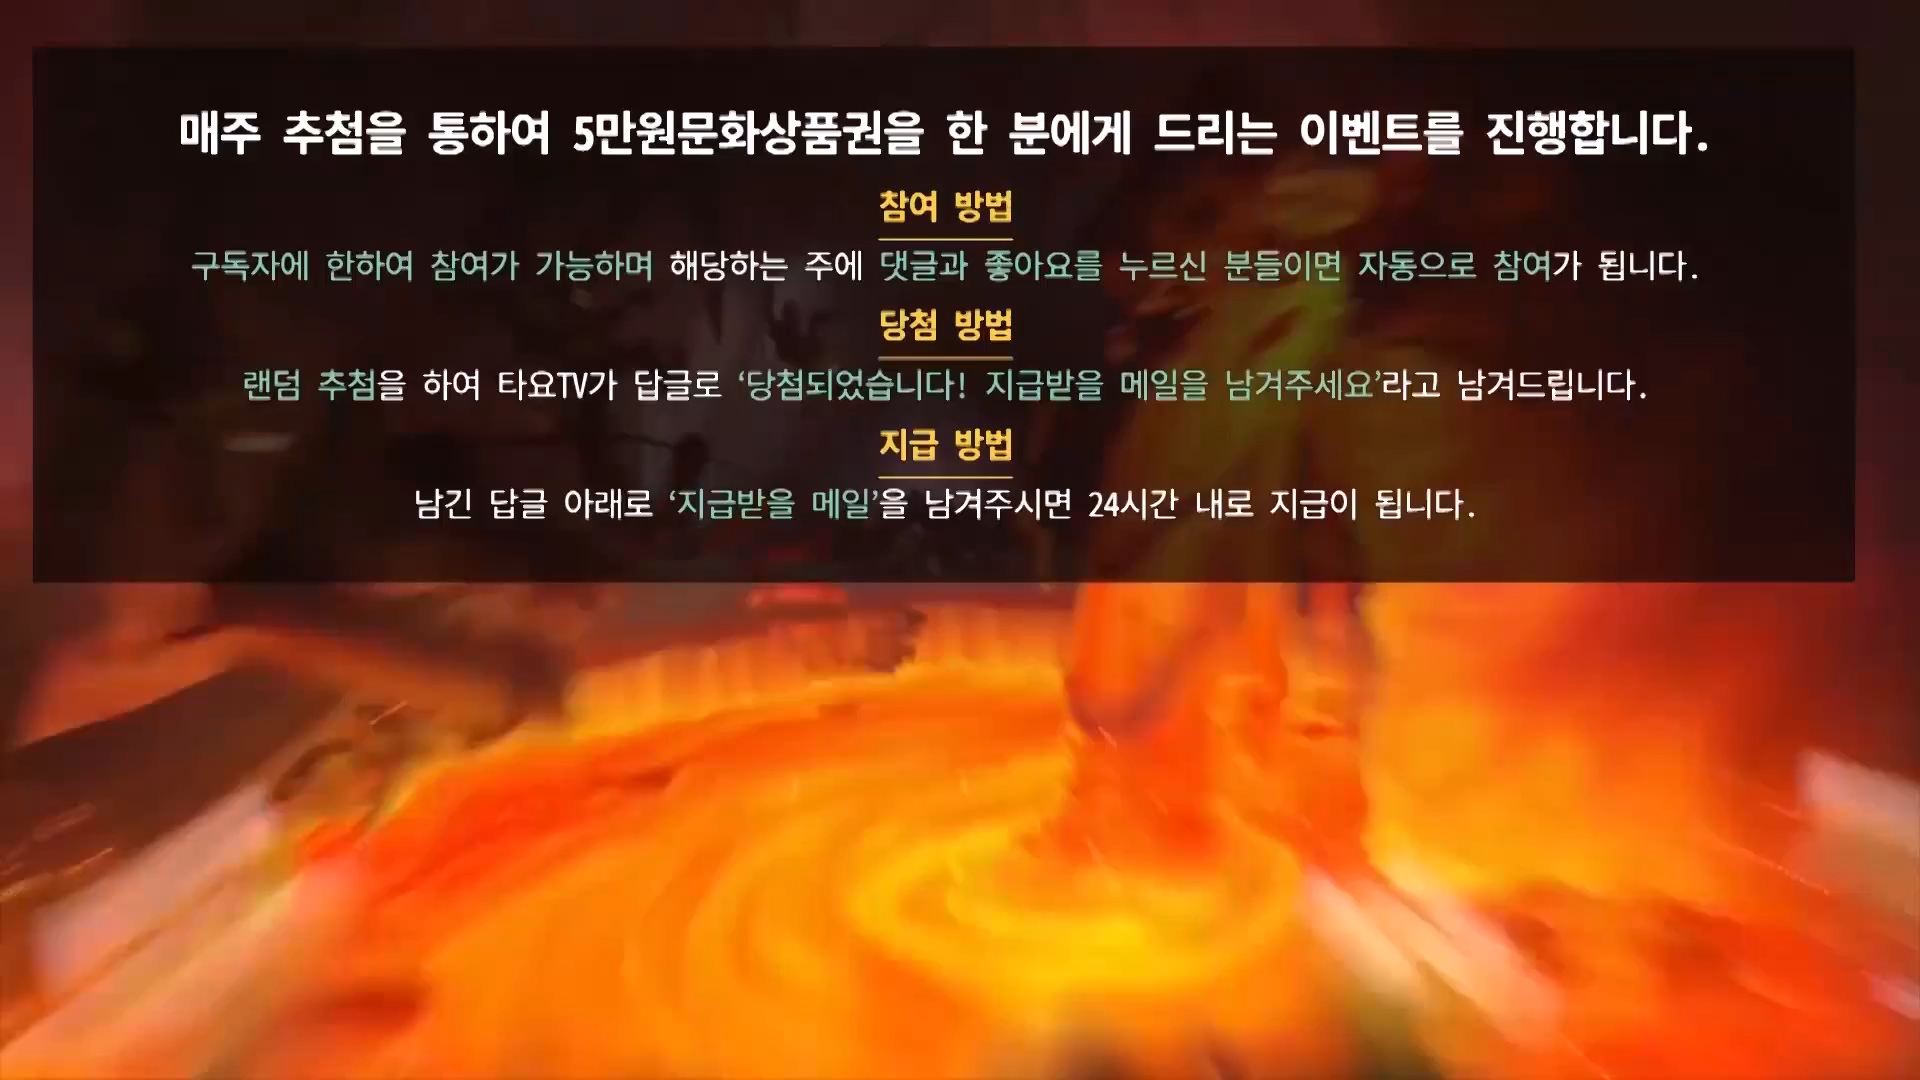 매주 추첨을 통하여 5만원문화상품권을 한 분에게 드리는 이벤트를 진행합니다.
참여 방법
구독자에 한하여 참여가 가능하며 해당하는 주에 댓글과 좋아요를 누르신 분들이면 자동으로 참여가 됩니다.
당첨 방법
랜덤 추첨을 하여 타요TV가 답글로 ‘당첨되었습니다! 지급받을 메일을 남겨주세요’라고 남겨드립니다.
지급 방법
남긴 답글 아래로 ‘지급받을 메일’을 남겨주시면 24시간 내로 지급이 됩니다.